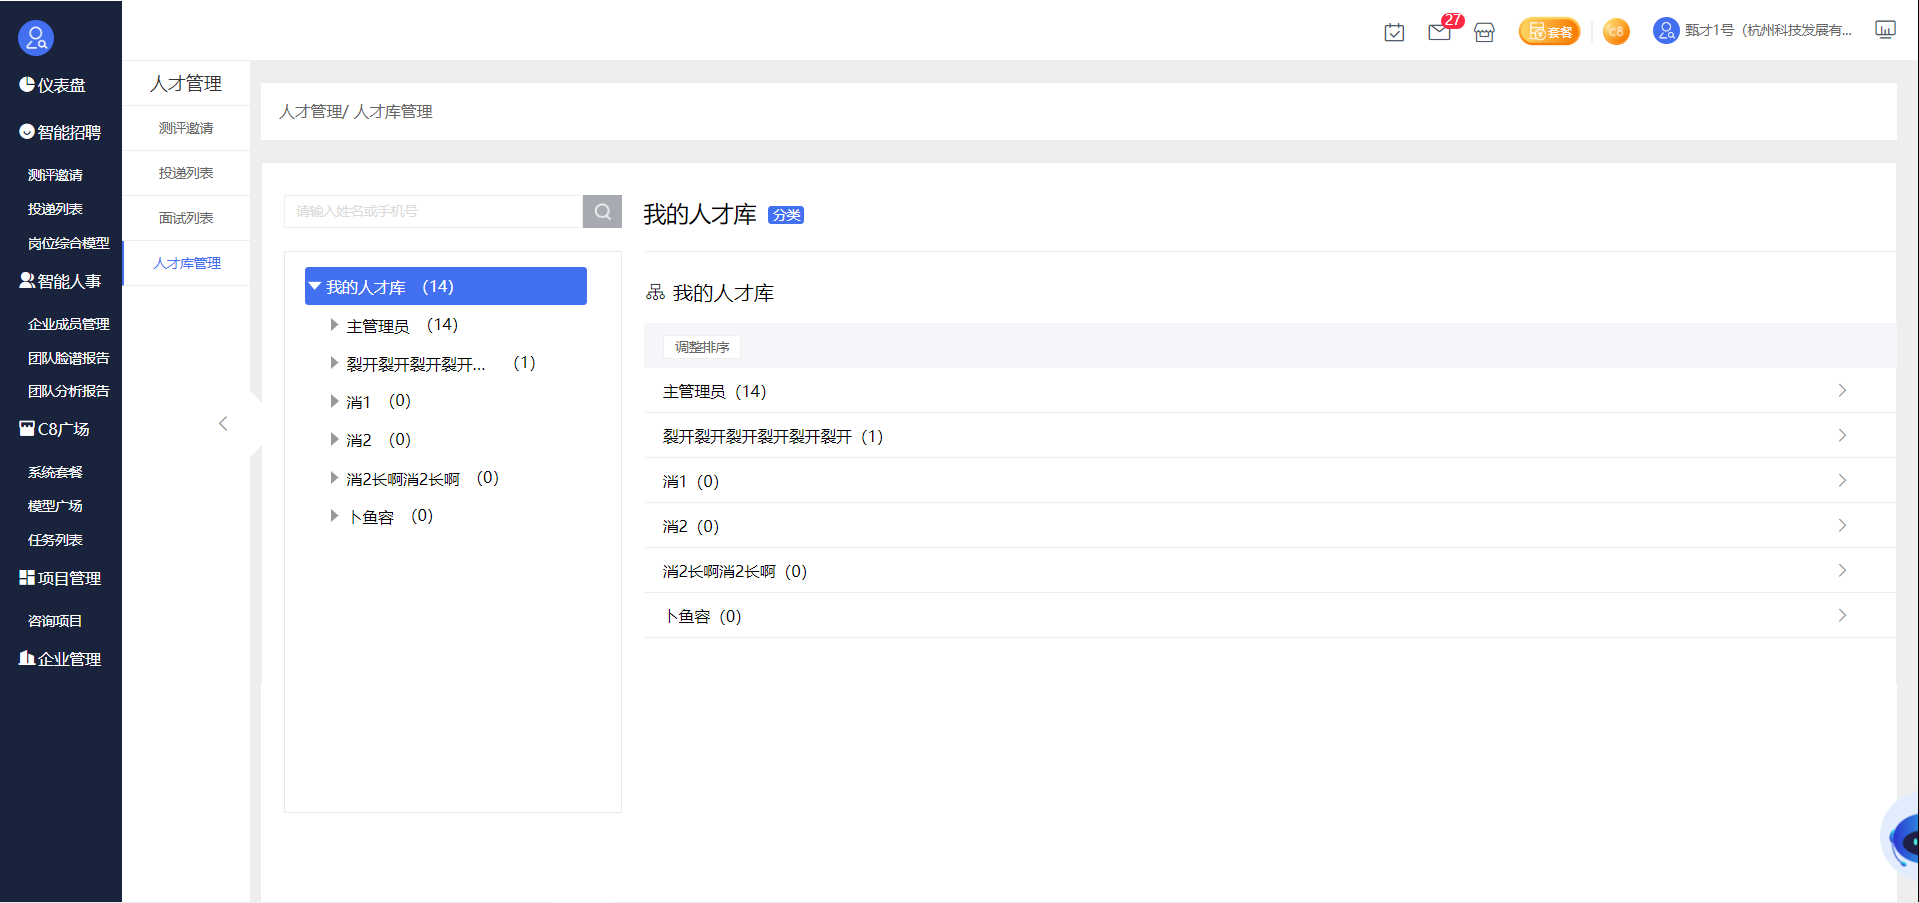 27
套餐
C8
甄才1号（杭州科技发展有...
仪表盘
智能招聘
测评邀请
投递列表
岗位综合模型
智能人事
企业成员管理
团队脸谱报告
团队分析报告
C8广场
系统套餐
模型广场
任务列表
项目管理
咨询项目
企业管理
人才管理
测评邀请
投递列表
面试列表
人才库管理
人才管理/ 人才库管理
请输入姓名或手机号
我的人才库 （14）
主管理员 （14）
裂开裂开裂开裂开... （1）
消1 （0）
消2 （0）
消2长啊消2长啊 （0）
卜鱼容 （0）
我的人才库 分类
我的人才库
调整排序
主管理员（14）
裂开裂开裂开裂开裂开裂开（1）
消1（0）
消2（0）
消2长啊消2长啊（0）
卜鱼容（0）